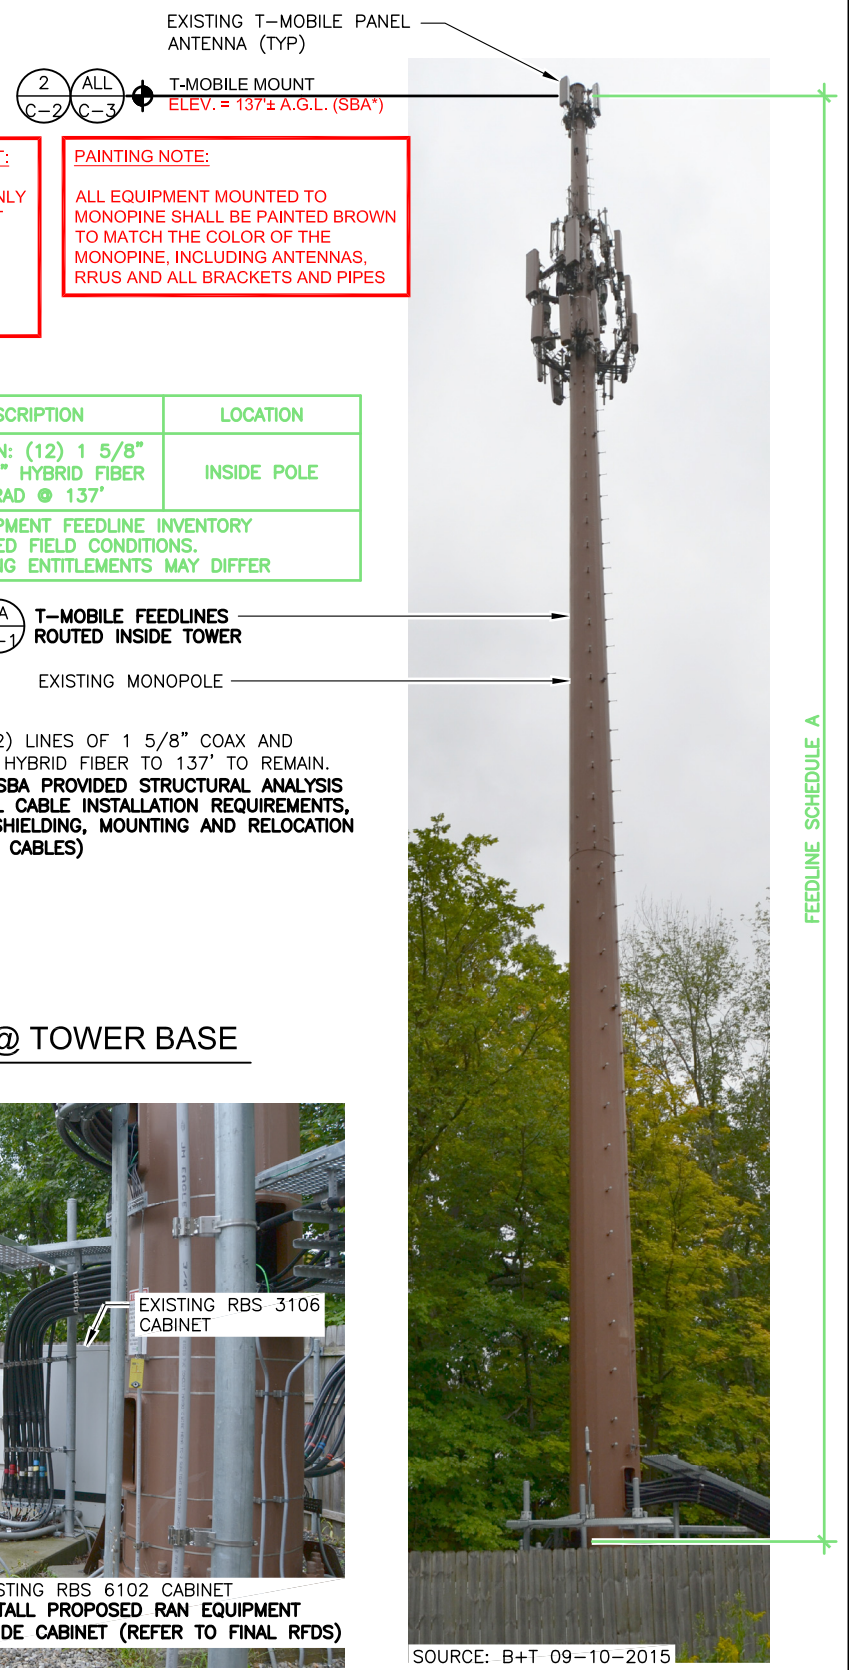 EXISTING T-MOBILE PANEL
ANTENNA (TYP)
2
C-2
ALL
C-3
T-MOBILE MOUNT
ELEV. = 137'± A.G.L. (SBA*)
T:
NLY
T
PAINTING NOTE:
ALL EQUIPMENT MOUNTED TO
MONOPINE SHALL BE PAINTED BROWN
TO MATCH THE COLOR OF THE
MONOPINE, INCLUDING ANTENNAS,
RRUS AND ALL BRACKETS AND PIPES
SCRIPTION
LOCATION
N: (12) 1 5/8"
" HYBRID FIBER
RAD @ 137'
INSIDE POLE
PMENT FEEDLINE INVENTORY
ED FIELD CONDITIONS.
NG ENTITLEMENTS MAY DIFFER
A
-1
T-MOBILE FEEDLINES
ROUTED INSIDE TOWER
EXISTING MONOPOLE
2) LINES OF 1 5/8" COAX AND
HYBRID FIBER TO 137' TO REMAIN.
SBA PROVIDED STRUCTURAL ANALYSIS
L CABLE INSTALLATION REQUIREMENTS,
SHIELDING, MOUNTING AND RELOCATION
CABLES)
FEEDLINE SCHEDULE A
@ TOWER BASE
JM EAGLE
EXISTING RBS 3106
CABINET
STING RBS 6102 CABINET
TALL PROPOSED RAN EQUIPMENT
DE CABINET (REFER TO FINAL RFDS)
SOURCE: B+T 09-10-2015